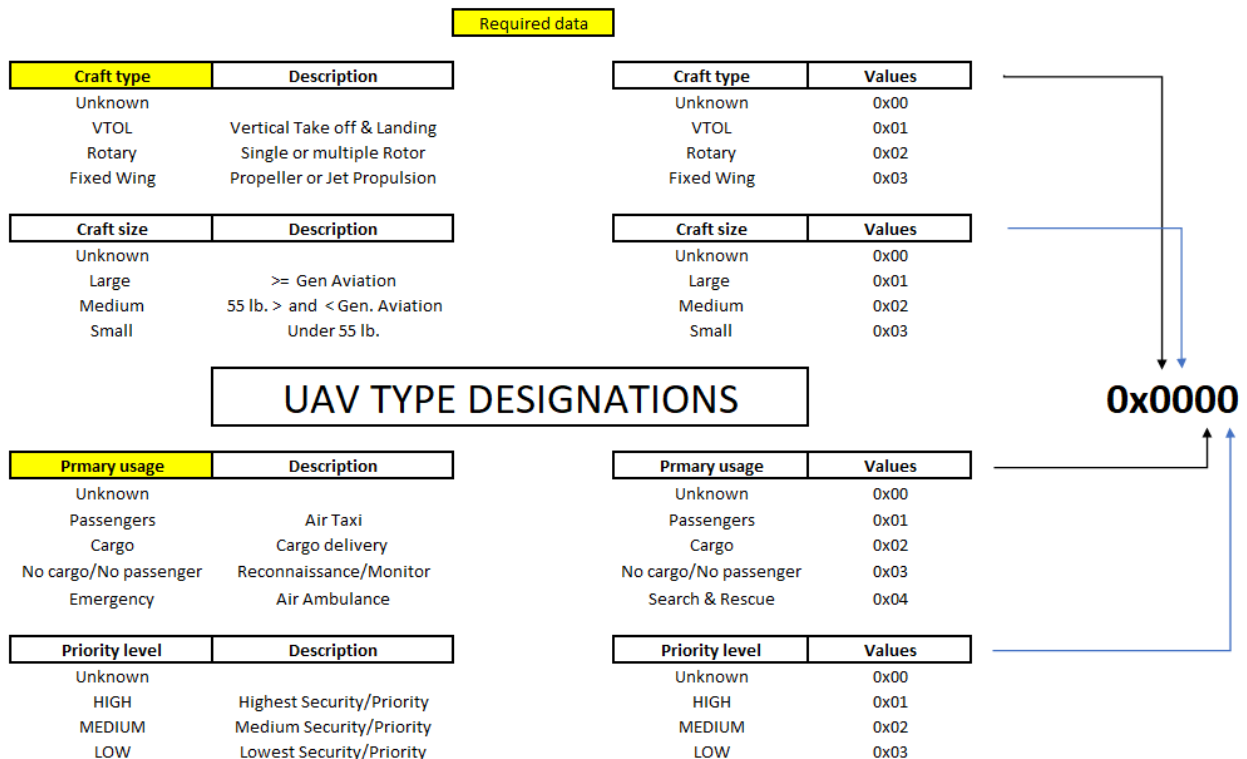 Required data
Craft type Description Craft type Values
Unknown Unknown 0x00
VTOL Vertical Take off & Landing VTOL 0x01
Rotary Single or multiple Rotor Rotary 0x02
Fixed Wing Propeller or Jet Propulsion Fixed Wing 0x03
Craft size Description Craft size Values
Unknown Unknown 0x00
Large >= Gen Aviation Large 0x01
Medium 55 lb. > and < Gen. Aviation Medium 0x02
Small Under 55 lb. Small 0x03
UAV TYPE DESIGNATIONS 0x0000
Prmary usage Description Prmary usage Values
Unknown Unknown 0x00
Passengers Air Taxi Passengers 0x01
Cargo Cargo delivery Cargo 0x02
No cargo/No passenger Reconnaissance/Monitor No cargo/No passenger 0x03
Emergency Air Ambulance Search & Rescue 0x04
Priority level Description Priority level Values
Unknown Unknown 0x00
HIGH Highest Security/Priority HIGH 0x01
MEDIUM Medium Security/Priority MEDIUM 0x02
LOW Lowest Security/Priority LOW 0x03